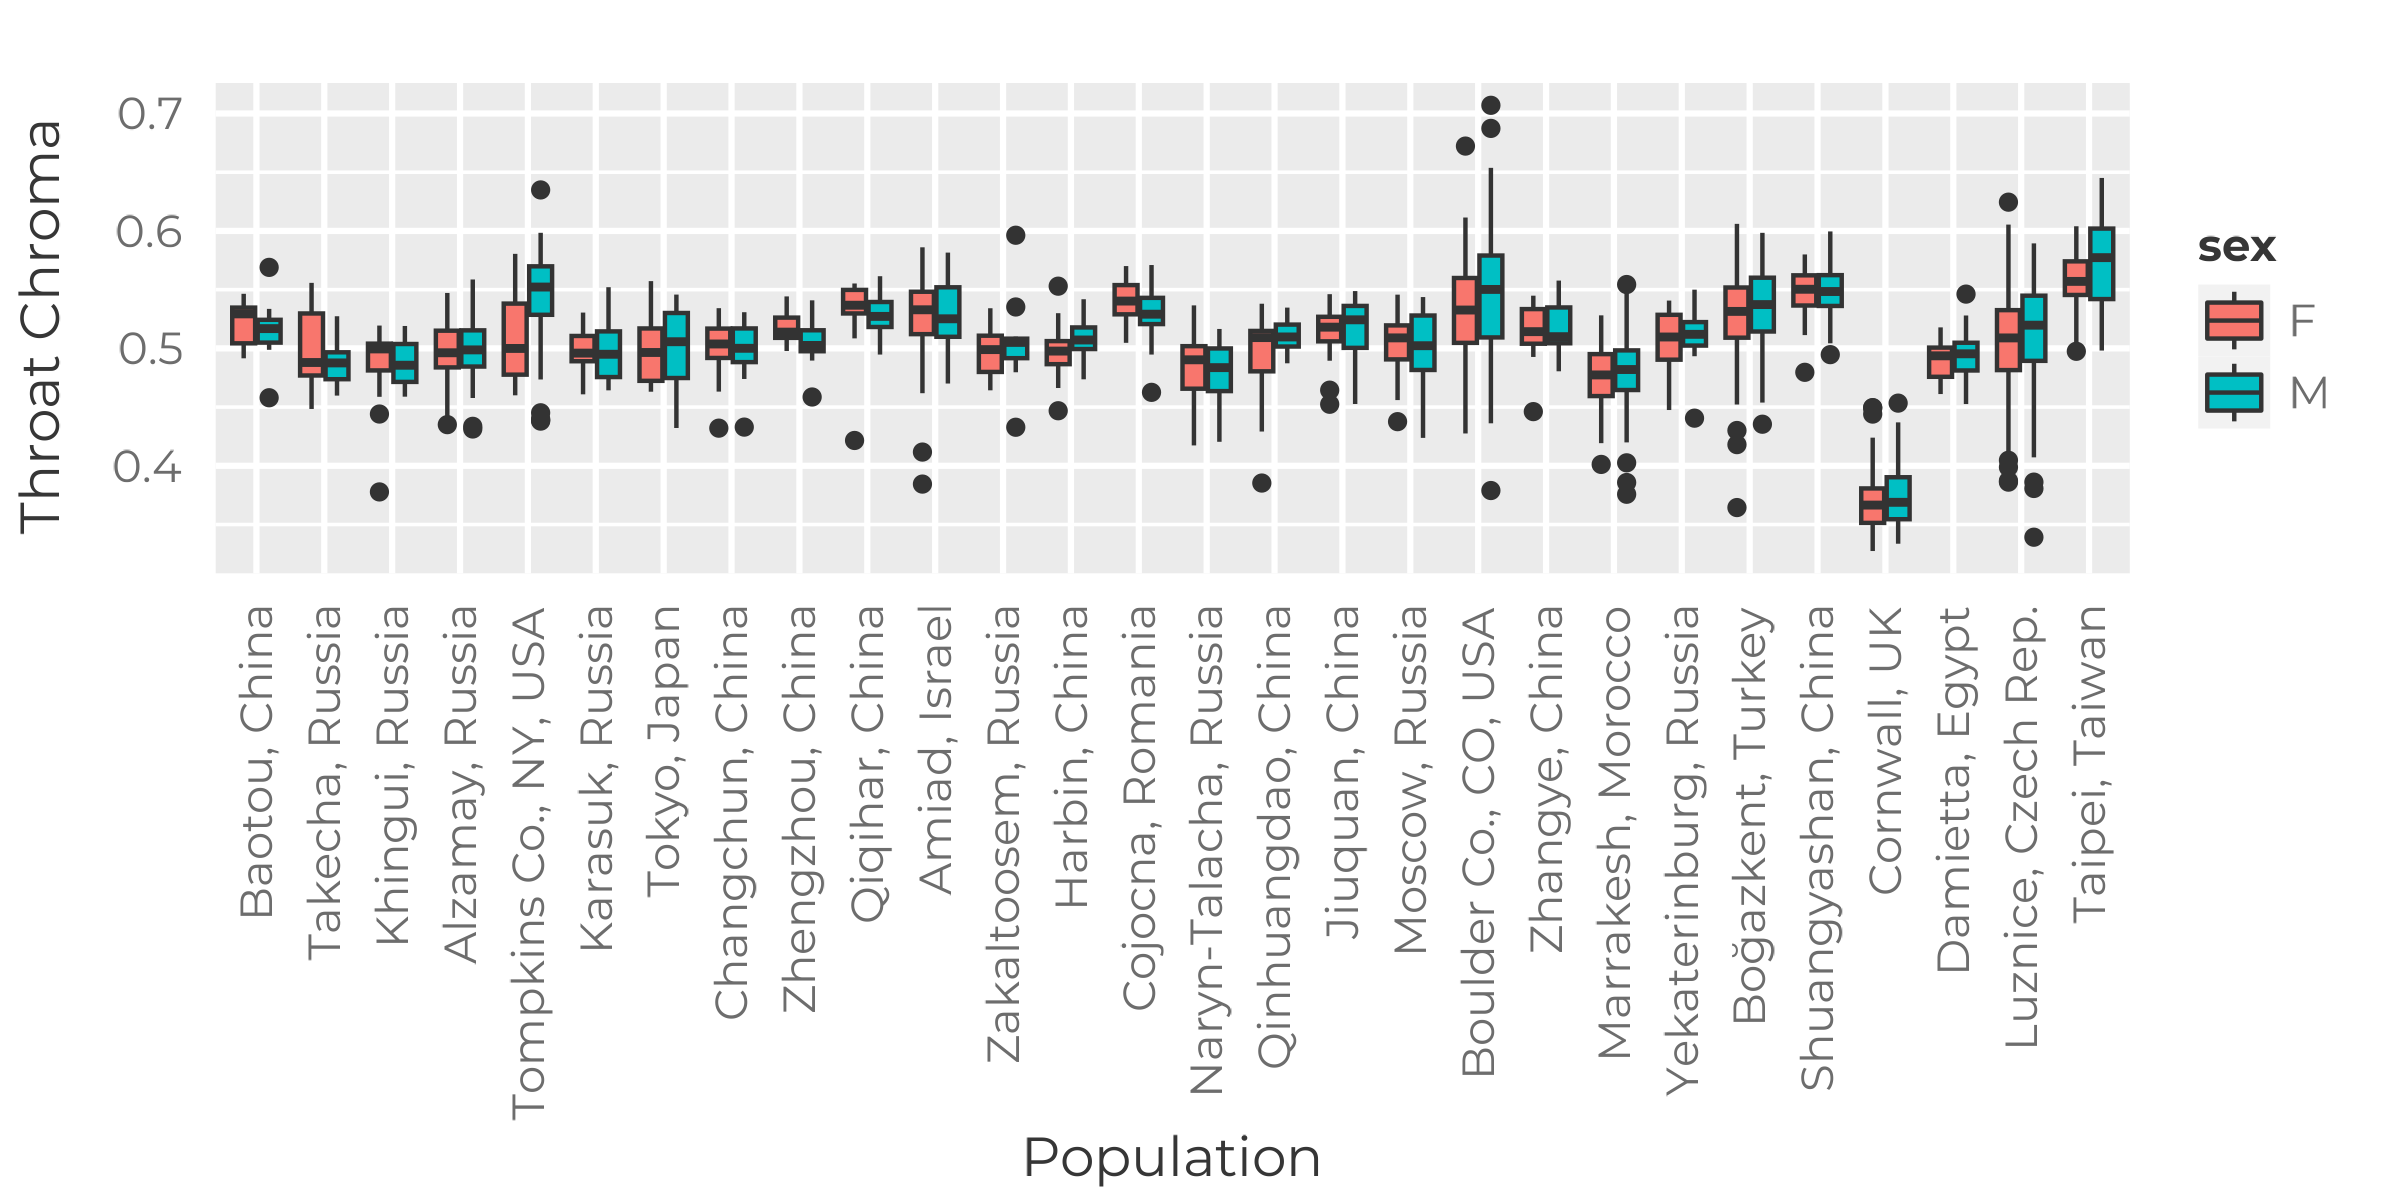 Throat Chroma
0.7
0.6
0.5
0.4
Baotou, China
Takecha, Russia
Khingui, Russia
Alzamay, Russia
Tompkins Co., NY, USA
Karasuk, Russia
Tokyo, Japan
Changchun, China
Zhengzhou, China
Qiqihar, China
Amiad, Israel
Zakaltoosem, Russia
Harbin, China
Cojocna, Romania
Naryn-Talacha, Russia
Qinhuangdao, China
Jiuquan, China
Moscow, Russia
Boulder Co., CO, USA
Zhangye, China
Marrakesh, Morocco
Yekaterinburg, Russia
Boğazkent, Turkey
Shuangyashan, China
Cornwall, UK
Damietta, Egypt
Luznice, Czech Rep.
Taipei, Taiwan
Population
sex
F
M